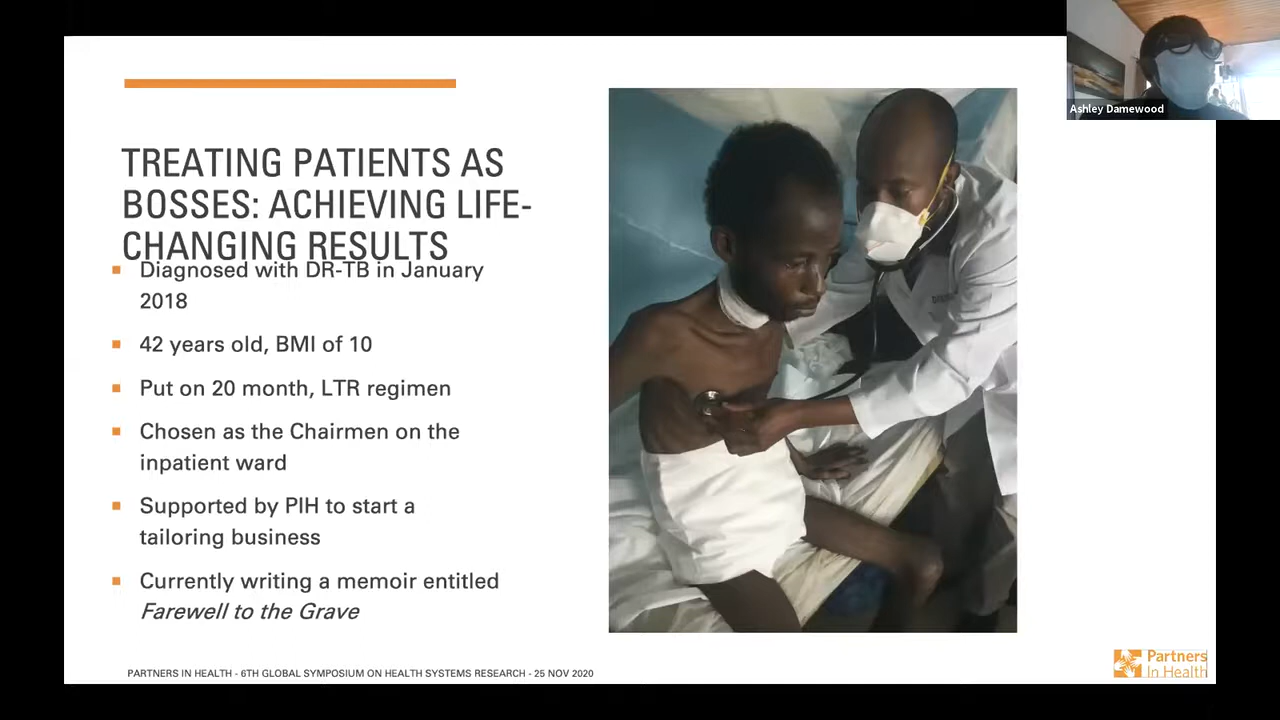 Ashley Damewood
TREATING PATIENTS AS
BOSSES: ACHIEVING LIFE-
CHANGING RESULTS
Diagnosed with DR-TB in January
2018
42 years old, BMI of 10
Put on 20 month, LTR regimen
Chosen as the Chairmen on the
inpatient ward
Supported by PIH to start a
tailoring business
Currently writing a memoir entitled
Farewell to the Grave
PARTNERS IN HEALTH - 6TH GLOBAL SYMPOSIUM ON HEALTH SYSTEMS RESEARCH - 25 NOV 2020
Partners
In Health